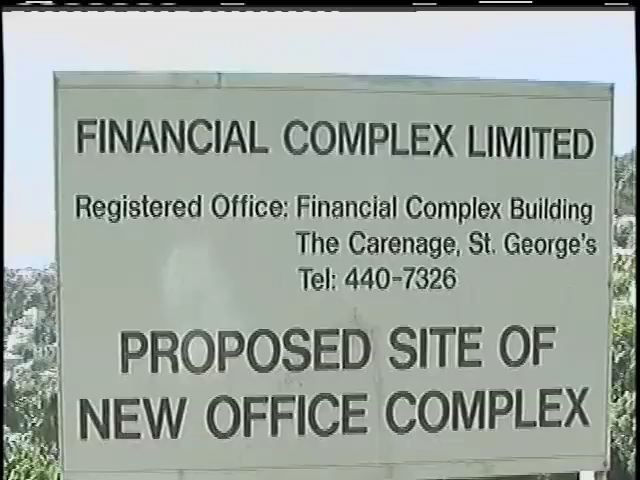 FINANCIAL COMPLEX LIMITED
Registered Office: Financial Complex Building
The Carenage, St. George's
Tel: 440-7326
PROPOSED SITE OF
NEW OFFICE COMPLEX